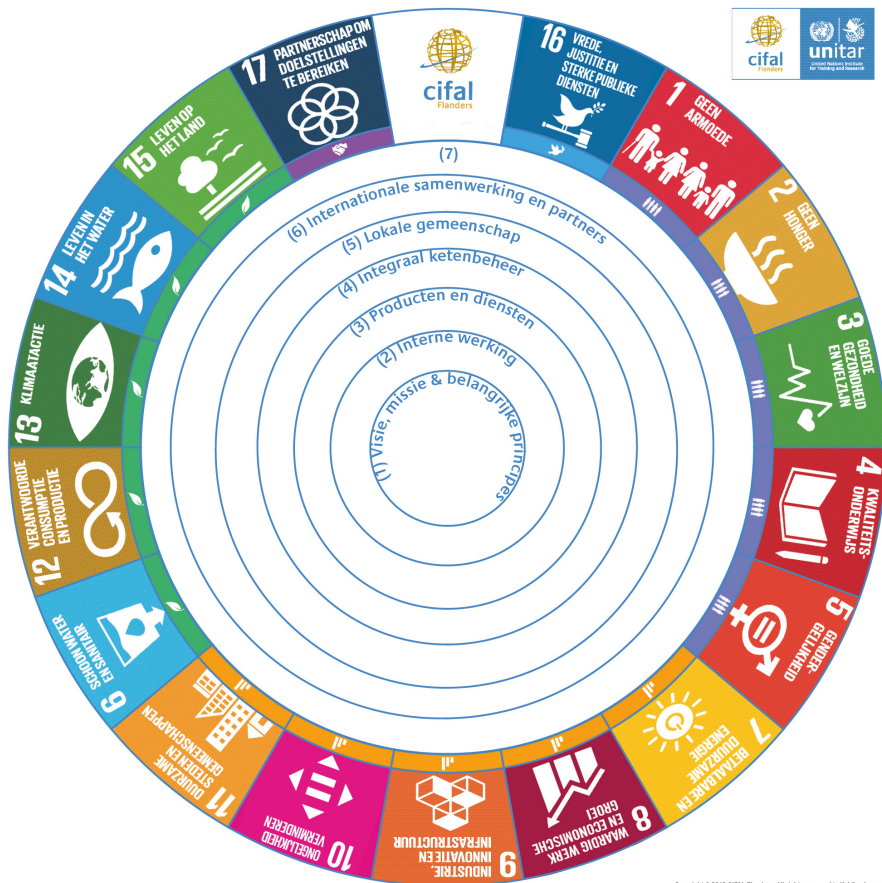 cifal
Flanders
16
VREDE,
JUSTITIE EN
STERKE PUBLIEKE
DIENSTEN
1
GEEN
ARMOEDE
2
GEEN
HONGER
3
GOEDE
GEZONDHEID
EN WELZIJN
4
KWALITEITS-
ONDERWIJS
5
GENDER-
GELIJKHEID
7
BETAALBARE EN
DUURZAME
ENERGIE
8
WAARDIG WERK
EN ECONOMISCHE
GROEI
9
INDUSTRIE,
INNOVATIE EN
INFRASTRUCTUUR
10
ONGELIJKHEID
VERMINDEREN
11
DUURZAME
STEDEN EN
GEMEENSCHAPPEN
6
SCHOON WATER
EN SANITAIR
12
VERANTWOORDE
CONSUMPTIE
EN PRODUCTIE
13
KLIMAATACTIE
14
LEVEN IN
HET WATER
15
LEVEN OP
HET LAND
17
PARTNERSCHAP OM
DOELSTELLINGEN
TE BEREIKEN
(7)
(6) Internationale samenwerking en partners
(5) Lokale gemeenschap
(4) Integraal ketenbeheer
(3) Producten en diensten
(2) Interne werking
(1) Visie, missie & belangrijke principes
cifal
Flanders
unitar
United Nations Institute
for Training and Research